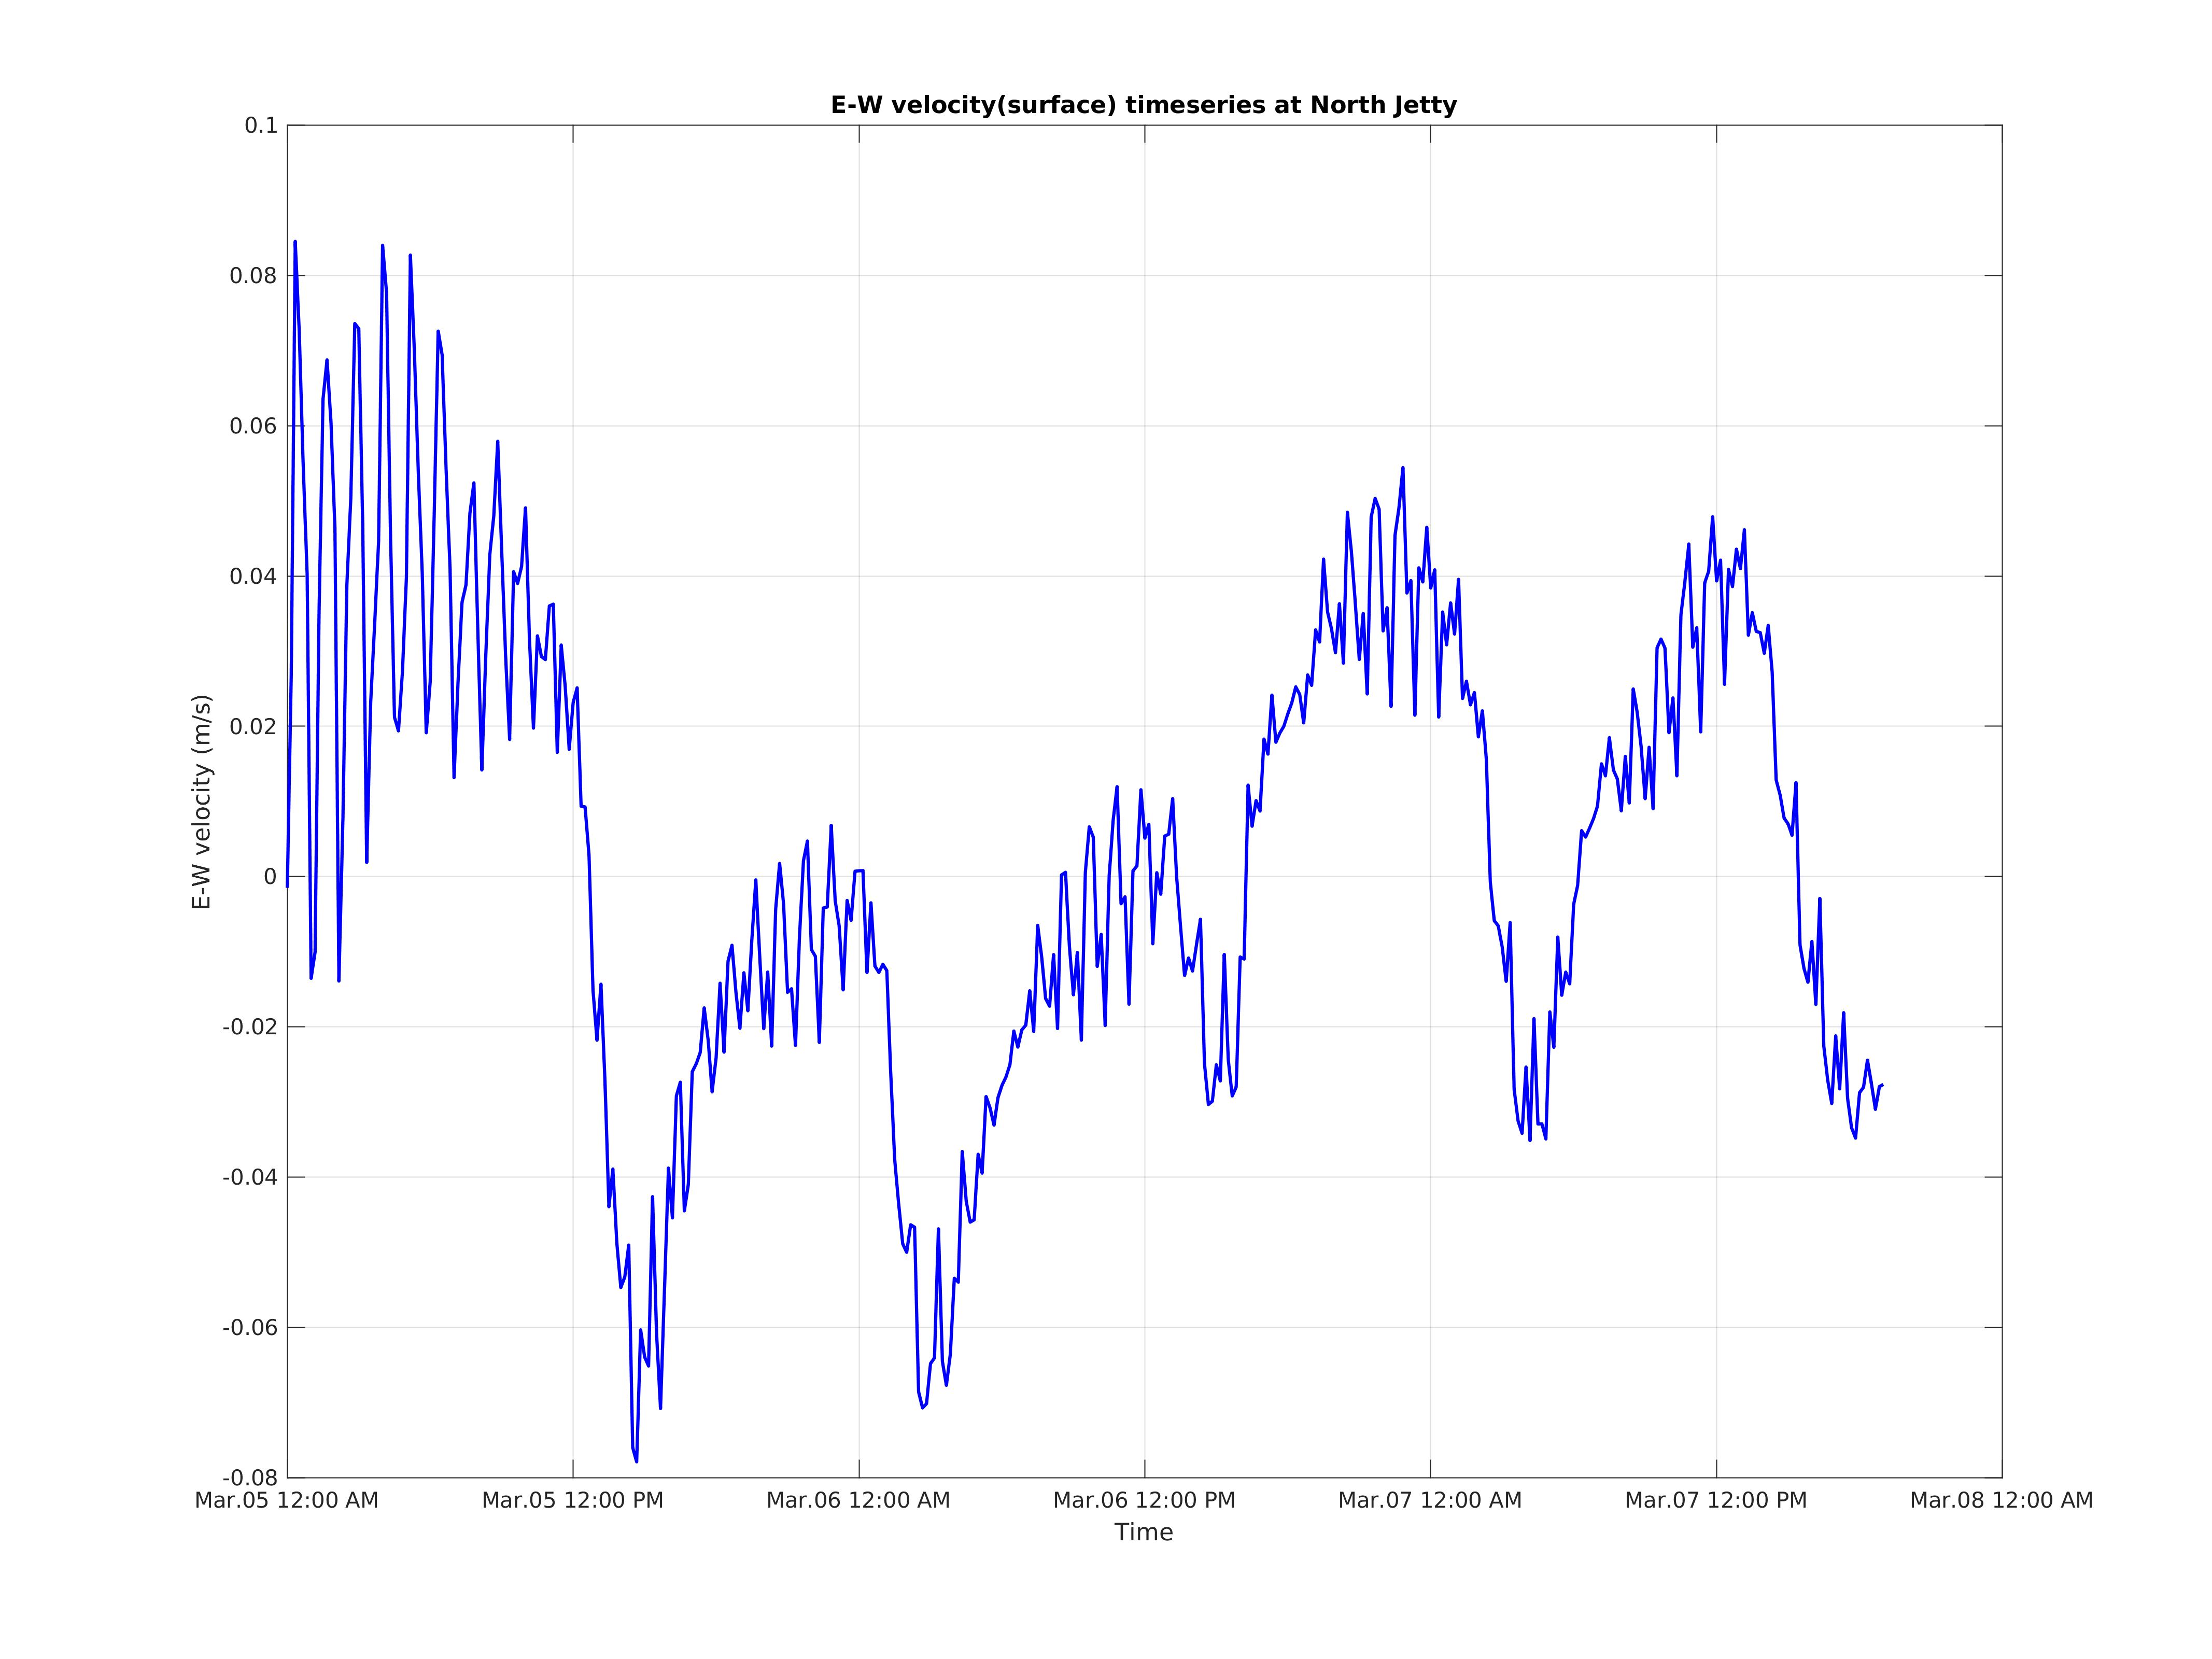 E-W velocity(surface) timeseries at North Jetty
0.1
0.08
0.06
0.04
0.02
0
-0.02
-0.04
-0.06
-0.08
E-W velocity (m/s)
Mar.05 12:00 AM Mar.05 12:00 PM Mar.06 12:00 AM Mar.06 12:00 PM Mar.07 12:00 AM Mar.07 12:00 PM Mar.08 12:00 AM
Time